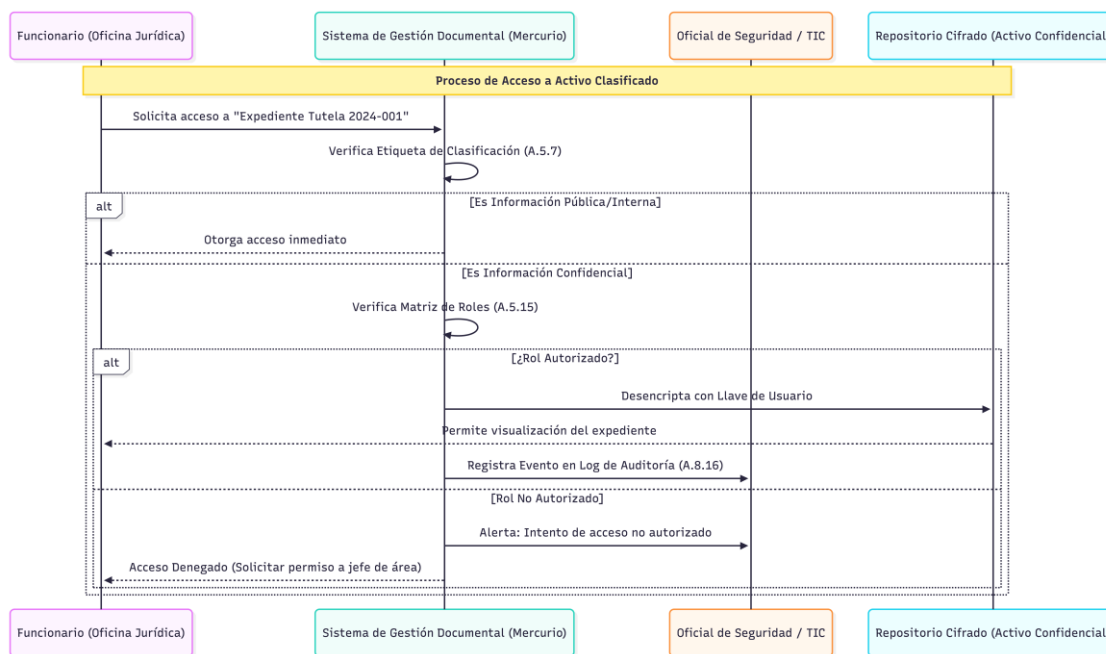 Funcionario (Oficina Jurídica)
Sistema de Gestión Documental (Mercurio)
Oficial de Seguridad / TIC
Repositorio Cifrado (Activo Confidencial
Proceso de Acceso a Activo Clasificado
Solicita acceso a "Expediente Tutela 2024-001"
Verifica Etiqueta de Clasificación (A.5.7)
alt
[Es Información Pública/Interna]
Otorga acceso inmediato
[Es Información Confidencial]
Verifica Matriz de Roles (A.5.15)
alt
[¿Rol Autorizado?]
Desencripta con Llave de Usuario
Permite visualización del expediente
Registra Evento en Log de Auditoría (A.8.16)
[Rol No Autorizado]
Alerta: Intento de acceso no autorizado
Acceso Denegado (Solicitar permiso a jefe de área)
Funcionario (Oficina Jurídica)
Sistema de Gestión Documental (Mercurio)
Oficial de Seguridad / TIC
Repositorio Cifrado (Activo Confidencial